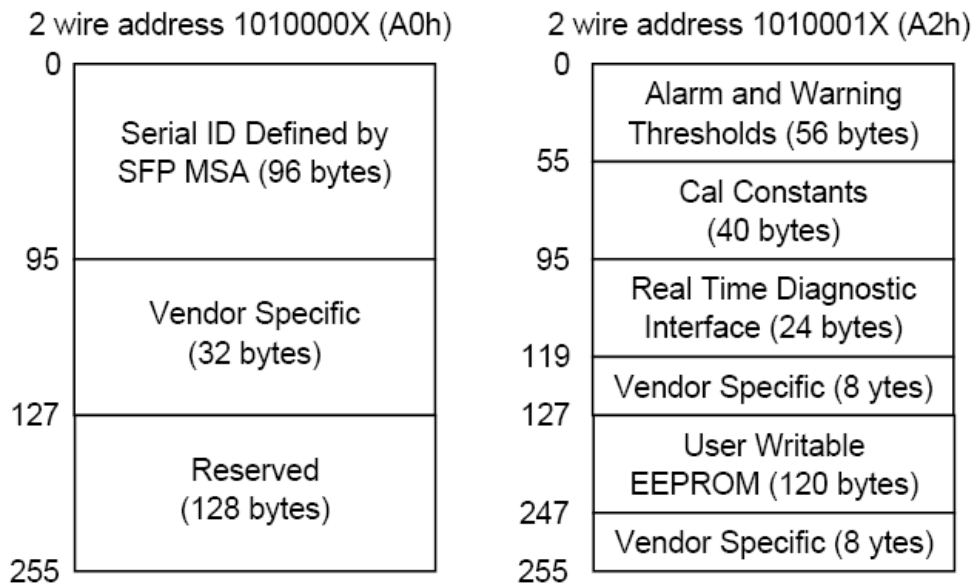 2 wire address 1010000X (A0h)
0
Serial ID Defined by
SFP MSA (96 bytes)
95
Vendor Specific
(32 bytes)
127
Reserved
(128 bytes)
255
2 wire address 1010001X (A2h)
0
Alarm and Warning
Thresholds (56 bytes)
55
Cal Constants
(40 bytes)
95
Real Time Diagnostic
Interface (24 bytes)
119
Vendor Specific (8 ytes)
127
User Writable
EEPROM (120 bytes)
247
Vendor Specific (8 ytes)
255